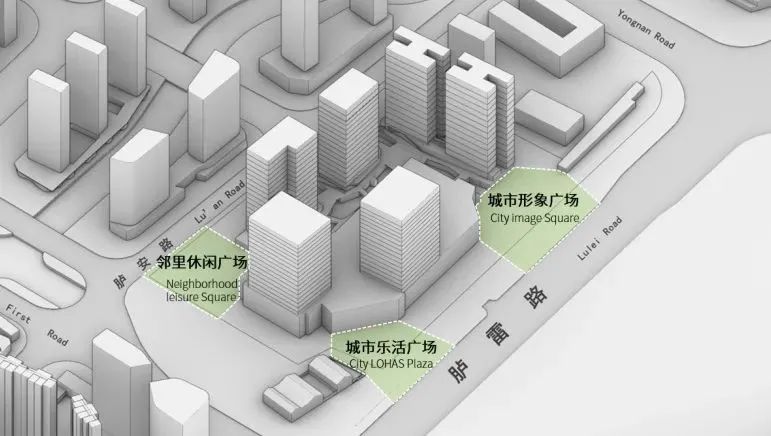 Yongnan Road
城市形象广场
City image Square
Lu'an Road
胪安路
Lulei Road
邻里休闲广场
Neighborhood
leisure Square
First Road
胪雷路
城市乐活广场
City LOHAS Plaza